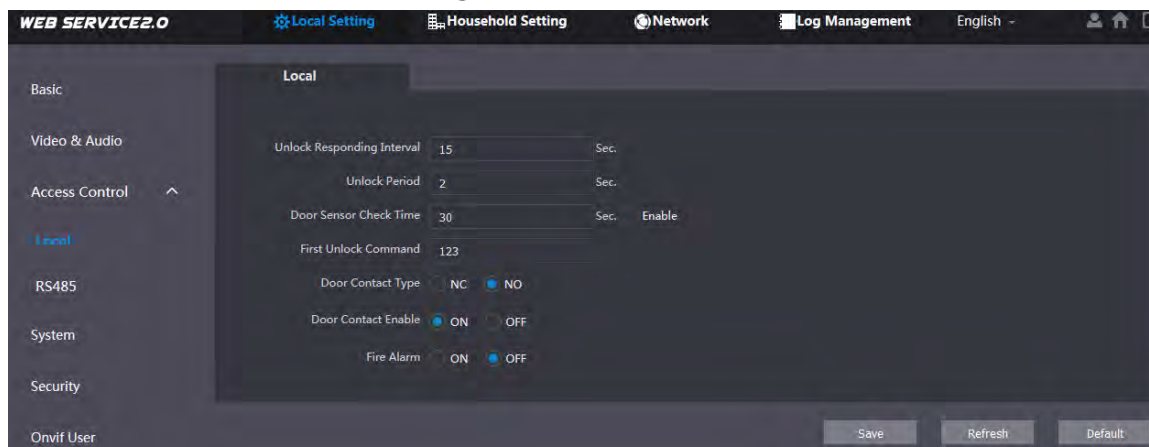 WEB SERVICE2.0 Local Setting Household Setting Network Log Management English
Basic
Video & Audio
Access Control
Local
RS485
System
Security
Onvif User
Local
Unlock Responding Interval 15 Sec.
Unlock Period 2 Sec.
Door Sensor Check Time 30 Sec. Enable
First Unlock Command 123
Door Contact Type NC NO
Door Contact Enable ON OFF
Fire Alarm ON OFF
Save Refresh Default